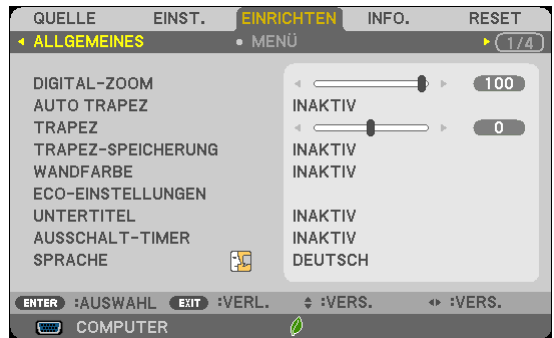 QUELLE EINST. EINRICHTEN INFO. RESET
ALLGEMEINES • MENÜ 1/4
DIGITAL-ZOOM 100
AUTO TRAPEZ INAKTIV
TRAPEZ 0
TRAPEZ-SPEICHERUNG INAKTIV
WANDFARBE INAKTIV
ECO-EINSTELLUNGEN
UNTERTITEL INAKTIV
AUSSCHALT-TIMER INAKTIV
SPRACHE DEUTSCH
ENTER :AUSWAHL EXIT :VERL. :VERS. :VERS.
COMPUTER